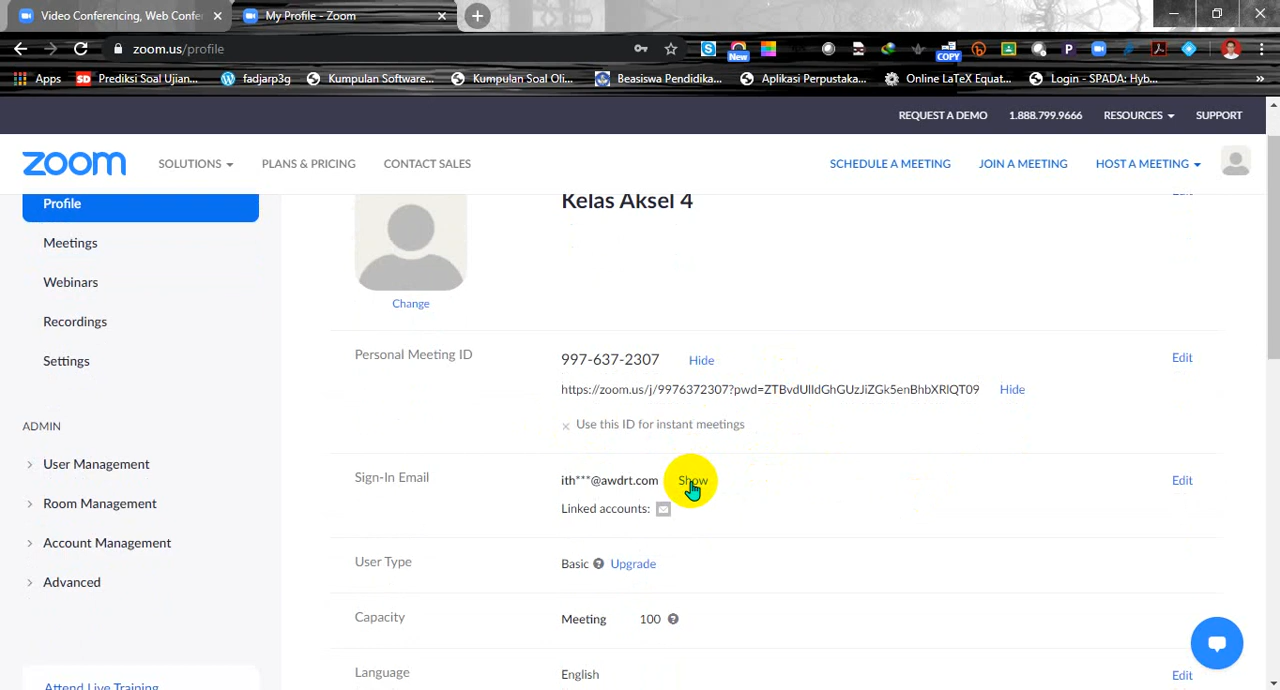 Video Conferencing, Web Confe
My Profile - Zoom
zoom.us/profile
New
COPY
Apps
Prediksi Soal Ujian...
fadjarp3g
Kumpulan Software...
Kumpulan Soal Onli...
Beasiswa Pendidika...
Aplikasi Perpustaka...
Online LaTeX Equat...
Login - SPADA: Hyb...
REQUEST A DEMO
1.888.799.9666
RESOURCES
SUPPORT
zoom
SOLUTIONS
PLANS & PRICING
CONTACT SALES
SCHEDULE A MEETING
JOIN A MEETING
HOST A MEETING
Profile
Meetings
Webinars
Recordings
Settings
ADMIN
User Management
Room Management
Account Management
Advanced
Attend Live Training
Kelas Aksel 4
Edit
Change
Personal Meeting ID
997-637-2307 Hide
Edit
https://zoom.us/j/9976372307?pwd=ZTBvdUlIdGhGUzJiZGk5enBhbXRlQT09 Hide
× Use this ID for instant meetings
Sign-In Email
ith***@awdrt.com Show
Edit
Linked accounts:
User Type
Basic Upgrade
Capacity
Meeting 100
Language
English
Edit